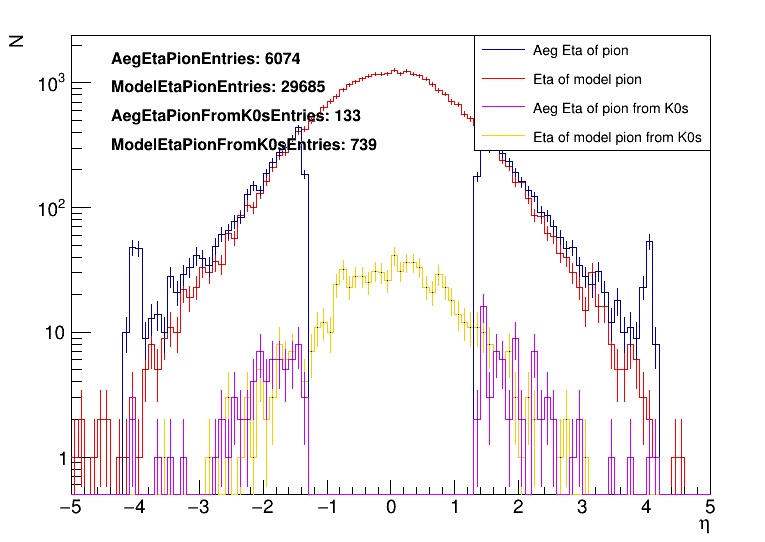 N
AegEtaPionEntries: 6074
ModelEtaPionEntries: 29685
AegEtaPionFromK0sEntries: 133
ModelEtaPionFromK0sEntries: 739
Aeg Eta of pion
Eta of model pion
Aeg Eta of pion from K0s
Eta of model pion from K0s
10³
10²
10
1
−5 −4 −3 −2 −1 0 1 2 3 4 5
η